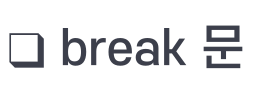 ❏ break 문